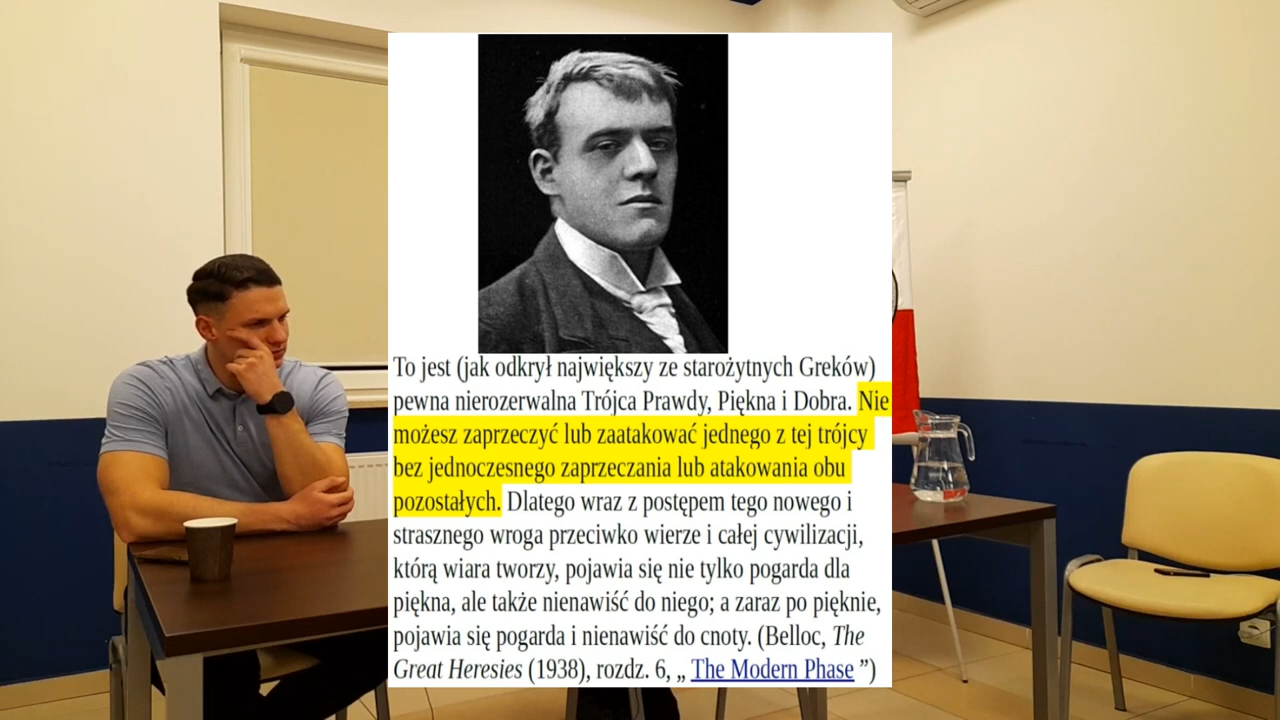 To jest (jak odkrył największy ze starożytnych Greków)
pewna nierozerwalna Trójca Prawdy, Piękna i Dobra. Nie
możesz zaprzeczyć lub zaatakować jednego z tej trójcy
bez jednoczesnego zaprzeczania lub atakowania obu
pozostałych. Dlatego wraz z postępem tego nowego i
strasznego wroga przeciwko wierze i całej cywilizacji,
którą wiara tworzy, pojawia się nie tylko pogarda dla
piękna, ale także nienawiść do niego; a zaraz po pięknie,
pojawia się pogarda i nienawiść do cnoty. (Belloc, The
Great Heresies (1938), rozdz. 6, „ The Modern Phase ”)